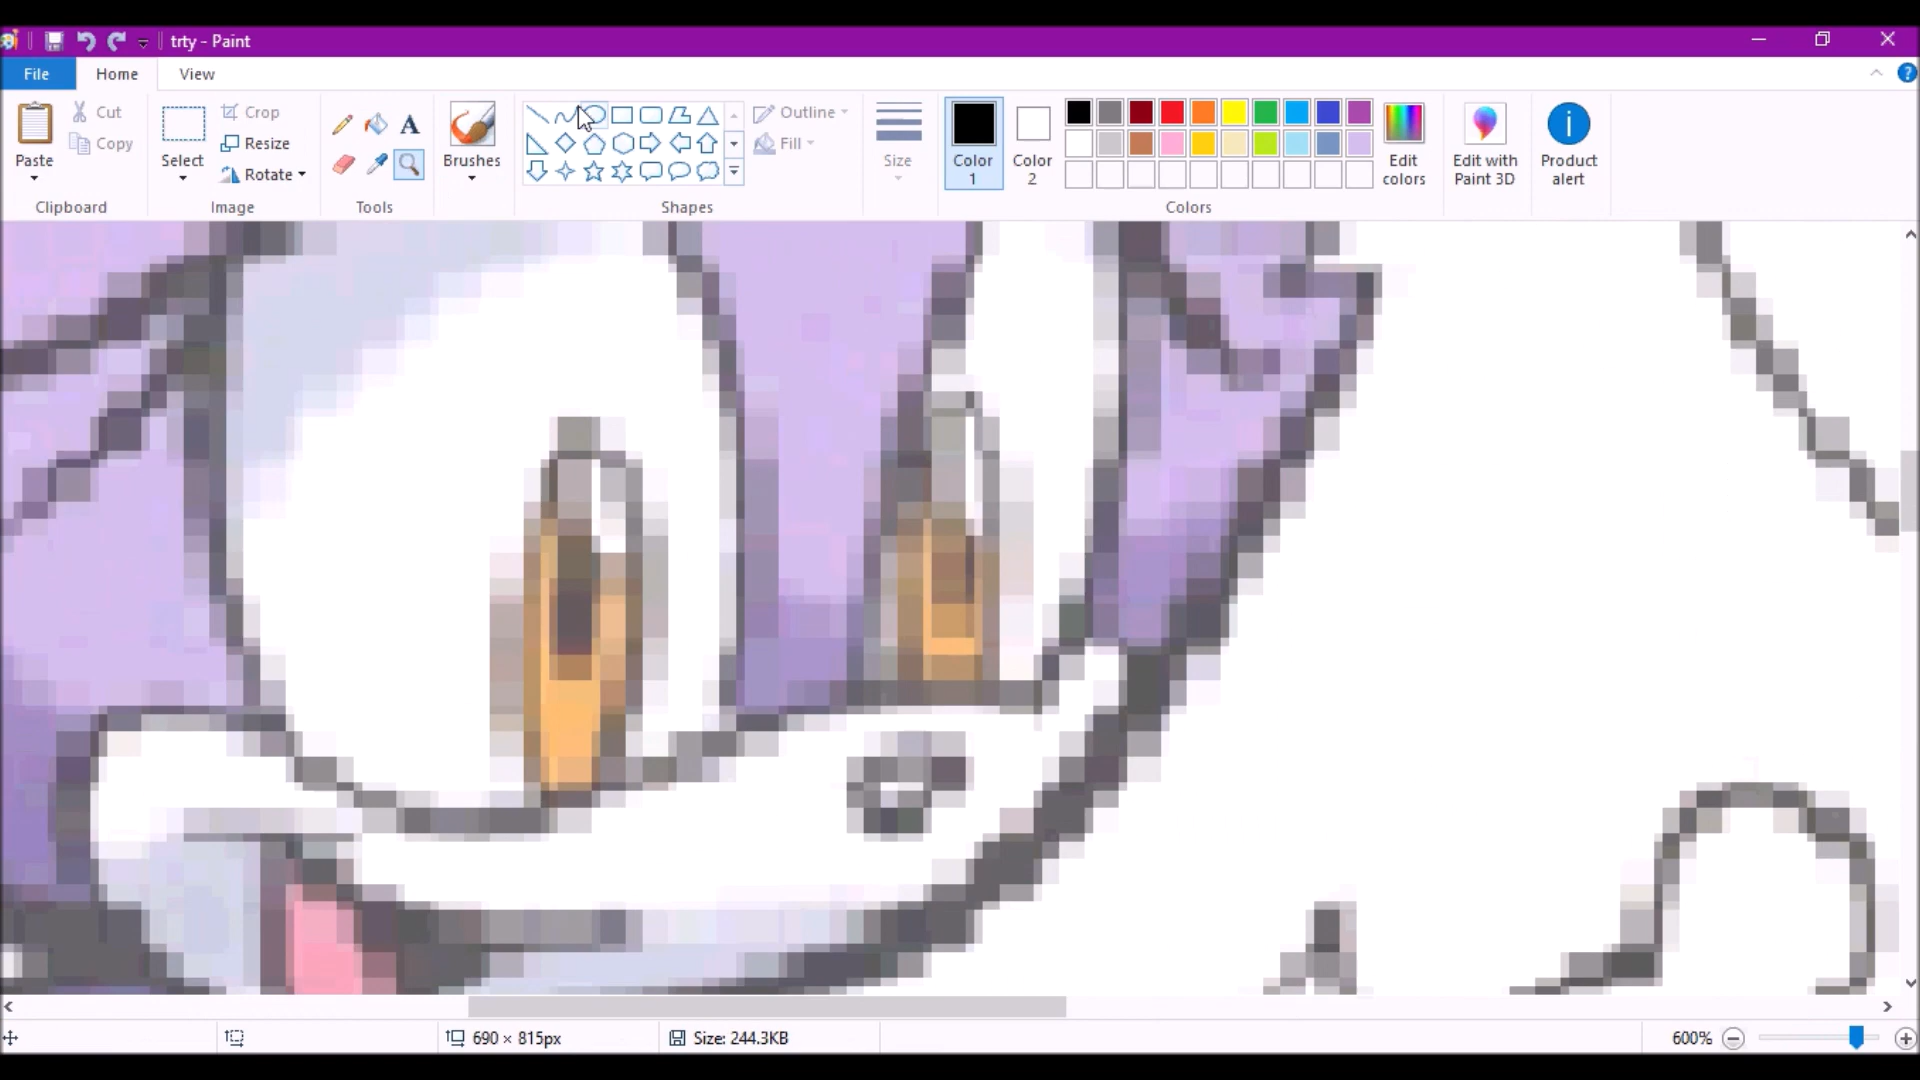 trty - Paint
File Home View
Cut Crop Outline
Copy Resize Fill
Paste Select Rotate Brushes Size Color Color Edit Edit with Product
1 2 colors Paint 3D alert
Clipboard Image Tools Shapes Colors
690 × 815px Size: 244.3KB 600%